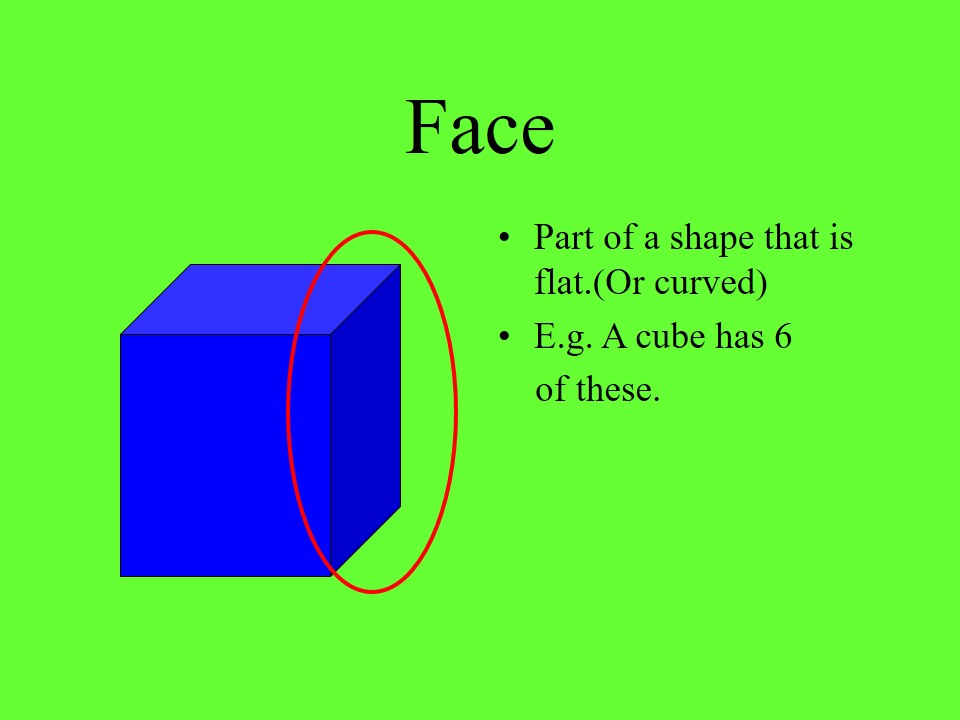 Face
• Part of a shape that is
flat.(Or curved)
• E.g. A cube has 6
of these.